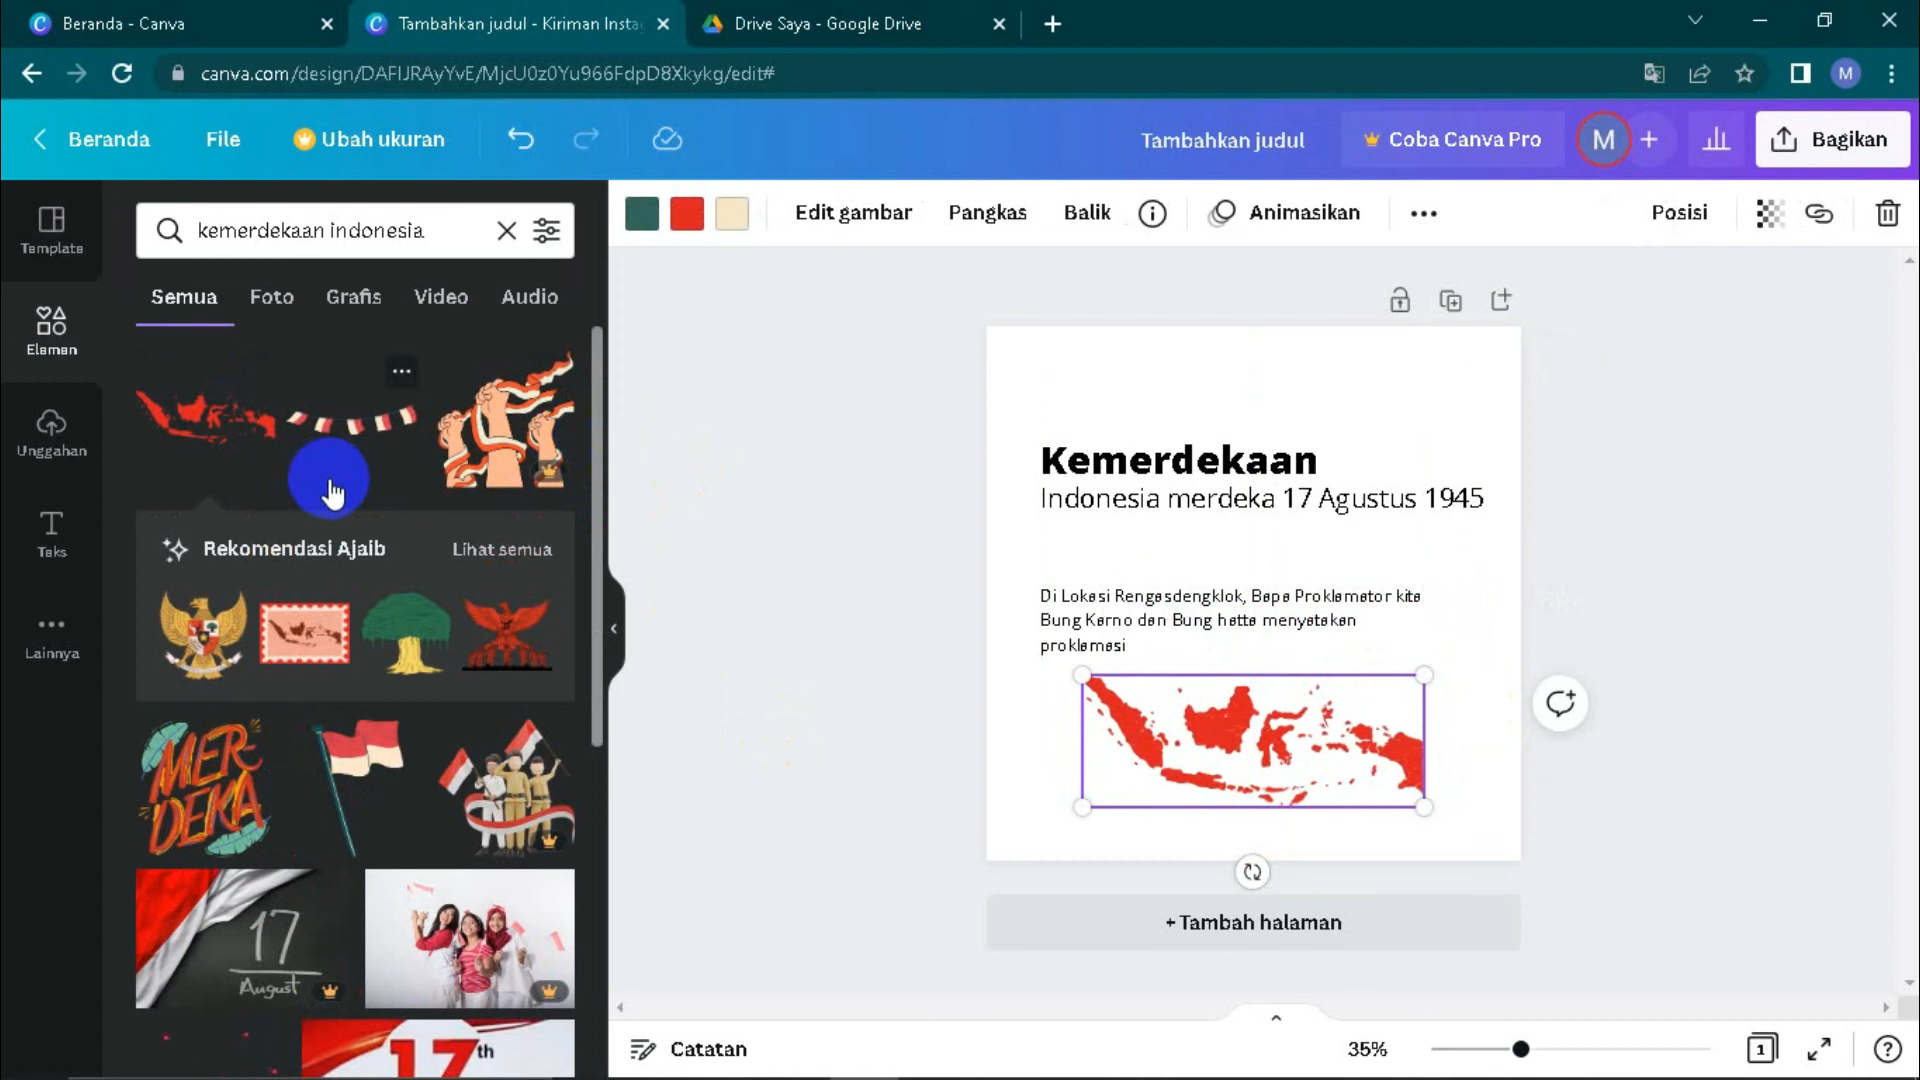 Beranda - Canva
Tambahkan judul - Kiriman Insta
Drive Saya - Google Drive
canva.com/design/DAFIJRAyYvE/MjcU0z0Yu966FdpD8Xkykg/edit#
M
Beranda
File
Ubah ukuran
Tambahkan judul
Coba Canva Pro
M
Bagikan
Template
Elemen
Unggahan
Teks
Lainnya
kemerdekaan indonesia
Semua
Foto
Grafis
Video
Audio
Rekomendasi Ajaib
Lihat semua
MER
DEKA
17
August
17th
Edit gambar
Pangkas
Balik
Animasikan
Posisi
Kemerdekaan
Indonesia merdeka 17 Agustus 1945
Di Lokasi Rengasdengklok, Bapa Proklamator kita
Bung Karno dan Bung hatta menyatakan
proklamasi
+ Tambah halaman
Catatan
35%
1